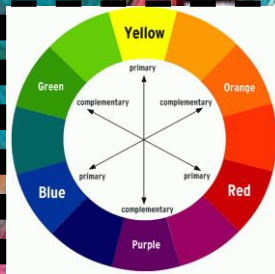 Yellow
primary
Green
Orange
complementary
complementary
primary
primary
Blue
Red
complementary
Purple